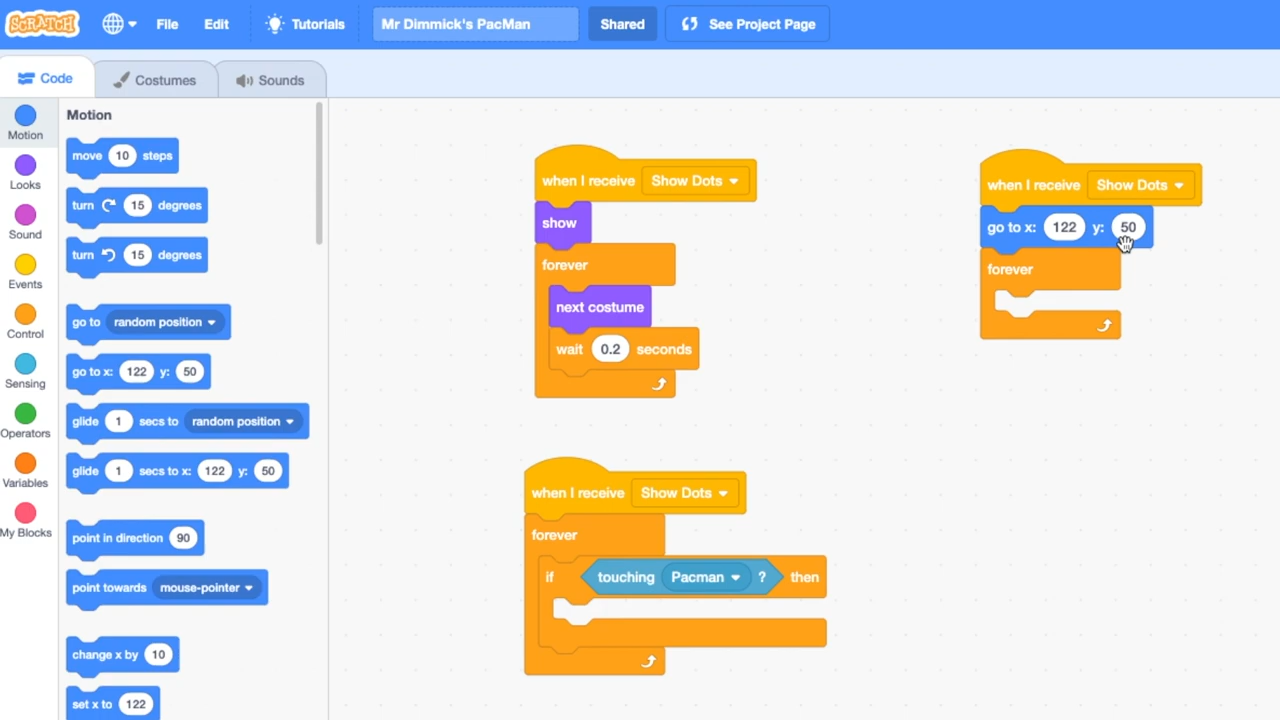 SCRATCH File Edit Tutorials Mr Dimmick's PacMan Shared See Project Page
Code Costumes Sounds
Motion
Looks
Sound
Events
Control
Sensing
Operators
Variables
My Blocks
Motion
move 10 steps
turn 15 degrees
turn 15 degrees
go to random position
go to x: 122 y: 50
glide 1 secs to random position
glide 1 secs to x: 122 y: 50
point in direction 90
point towards mouse-pointer
change x by 10
set x to 122
when I receive Show Dots
show
forever
next costume
wait 0.2 seconds
when I receive Show Dots
go to x: 122 y: 50
forever
when I receive Show Dots
forever
if touching Pacman ? then